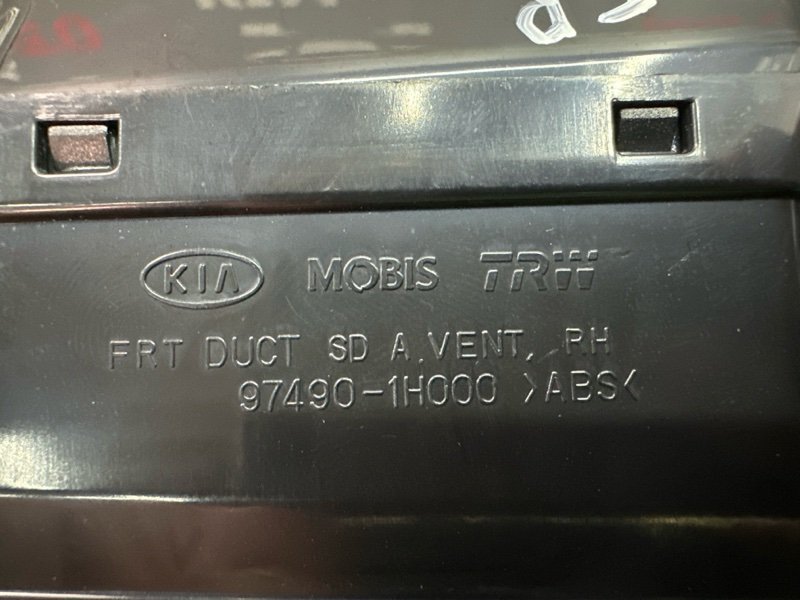 KIA MOBIS TRW
FRT DUCT SD A.VENT, RH
97490-1H000 >ABS<